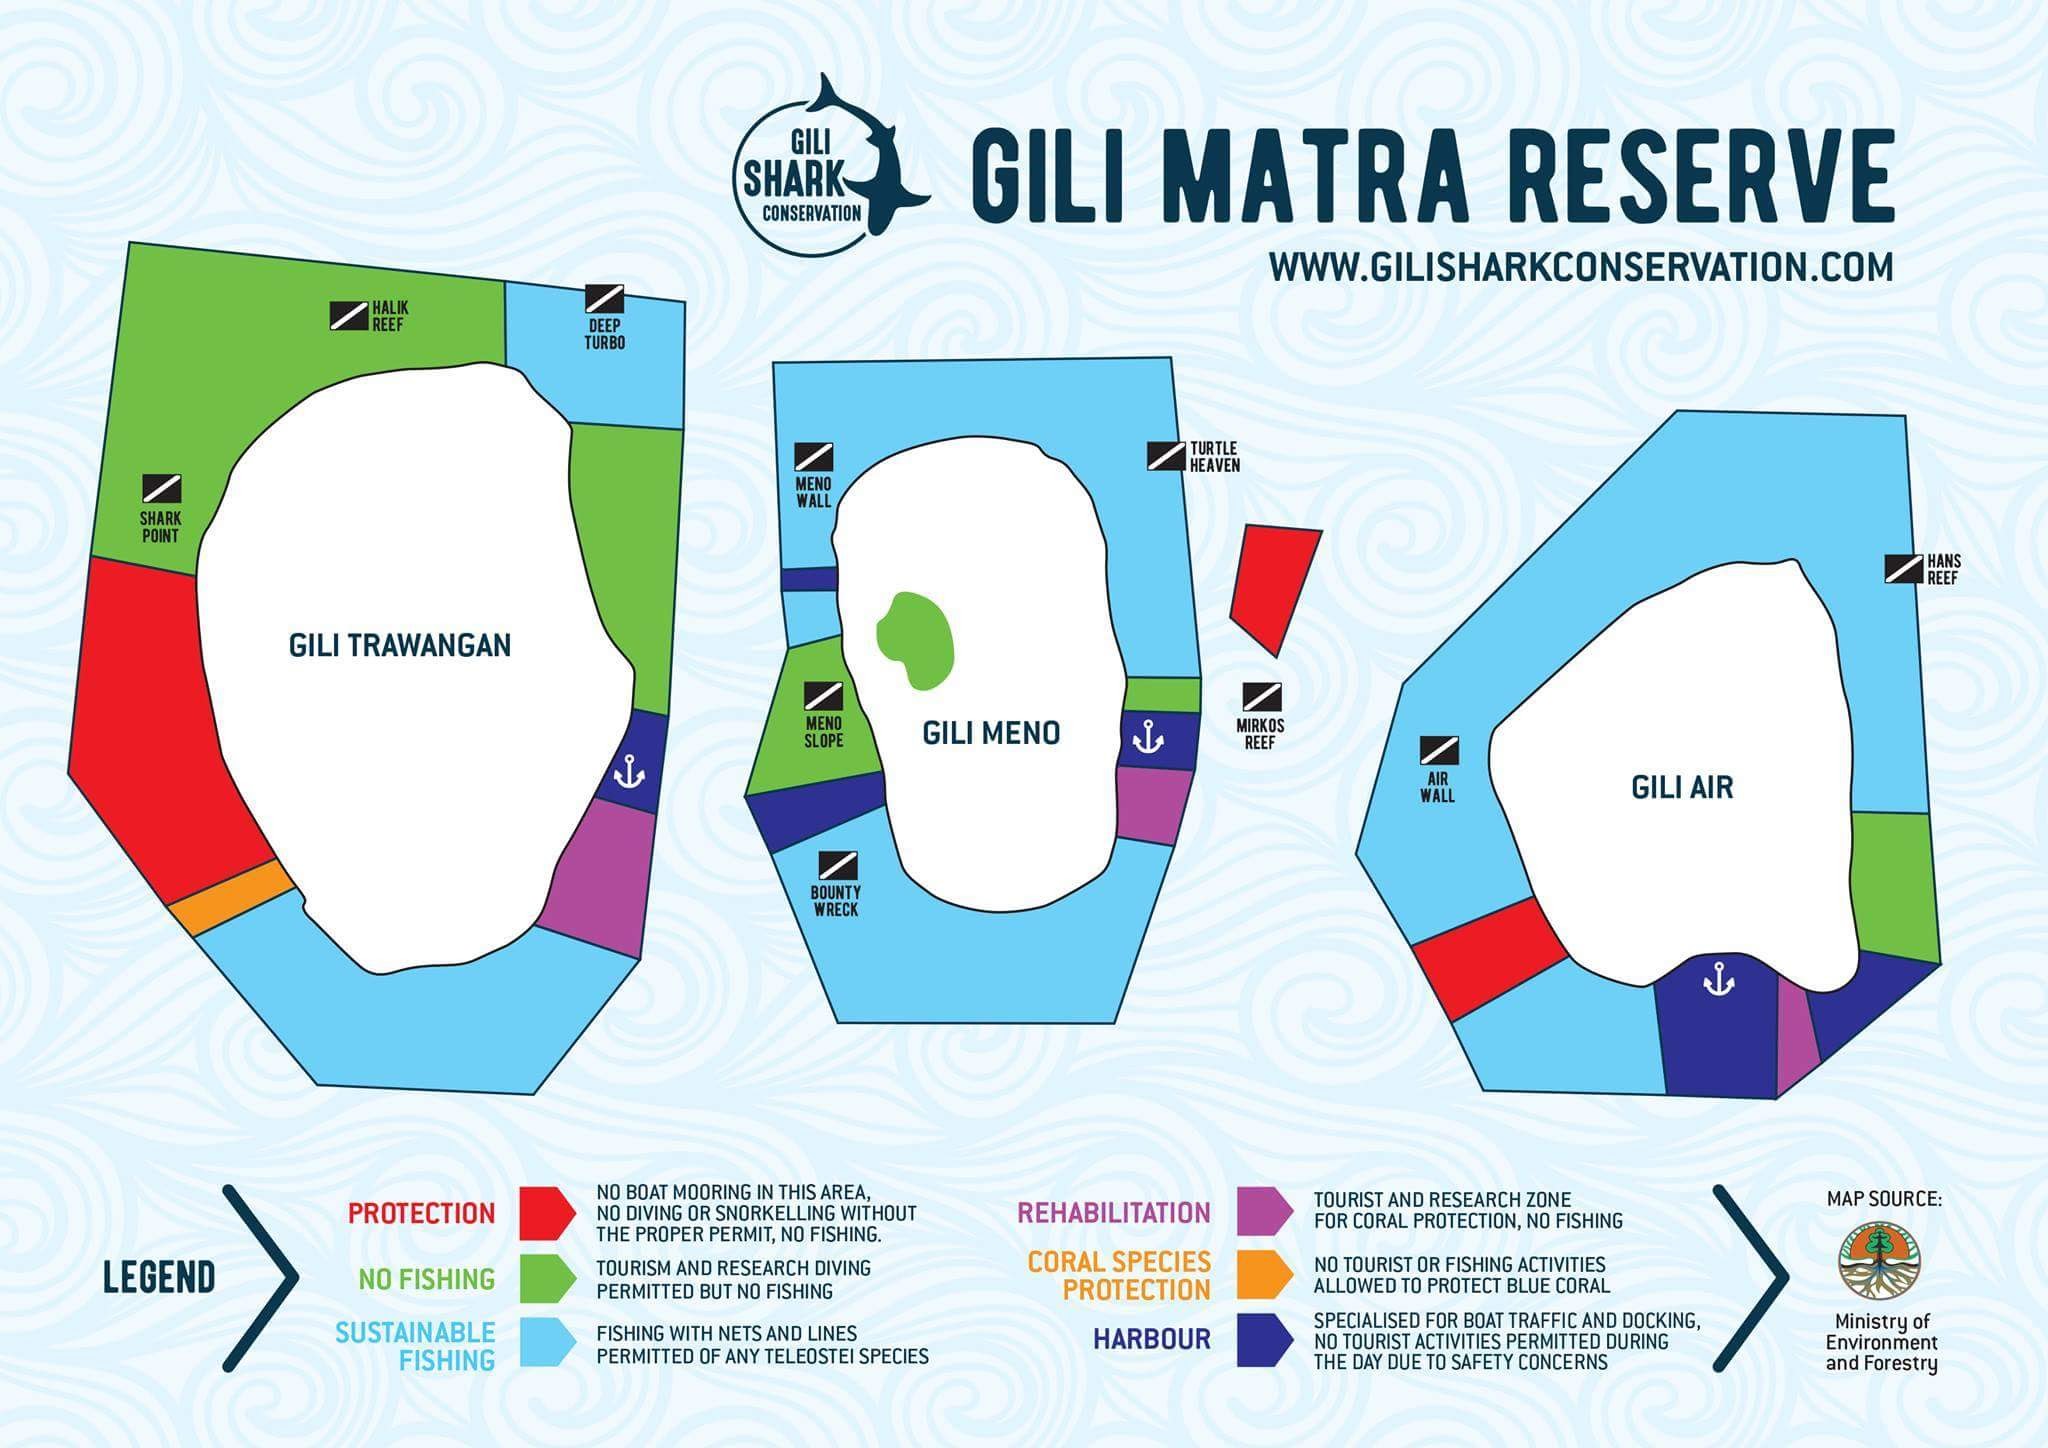 GILI
SHARK
CONSERVATION
GILI MATRA RESERVE
WWW.GILISHARKCONSERVATION.COM
HALIK
REEF
DEEP
TURBO
SHARK
POINT
GILI TRAWANGAN
MENO
WALL
TURTLE
HEAVEN
MENO
SLOPE
GILI MENO
BOUNTY
WRECK
MIRKOS
REEF
HANS
REEF
AIR
WALL
GILI AIR
LEGEND
PROTECTION
NO BOAT MOORING IN THIS AREA,
NO DIVING OR SNORKELLING WITHOUT
THE PROPER PERMIT, NO FISHING.
NO FISHING
TOURISM AND RESEARCH DIVING
PERMITTED BUT NO FISHING
SUSTAINABLE
FISHING
FISHING WITH NETS AND LINES
PERMITTED OF ANY TELEOSTEI SPECIES
REHABILITATION
TOURIST AND RESEARCH ZONE
FOR CORAL PROTECTION, NO FISHING
CORAL SPECIES
PROTECTION
NO TOURIST OR FISHING ACTIVITIES
ALLOWED TO PROTECT BLUE CORAL
HARBOUR
SPECIALISED FOR BOAT TRAFFIC AND DOCKING,
NO TOURIST ACTIVITIES PERMITTED DURING
THE DAY DUE TO SAFETY CONCERNS
MAP SOURCE:
Ministry of
Environment
and Forestry